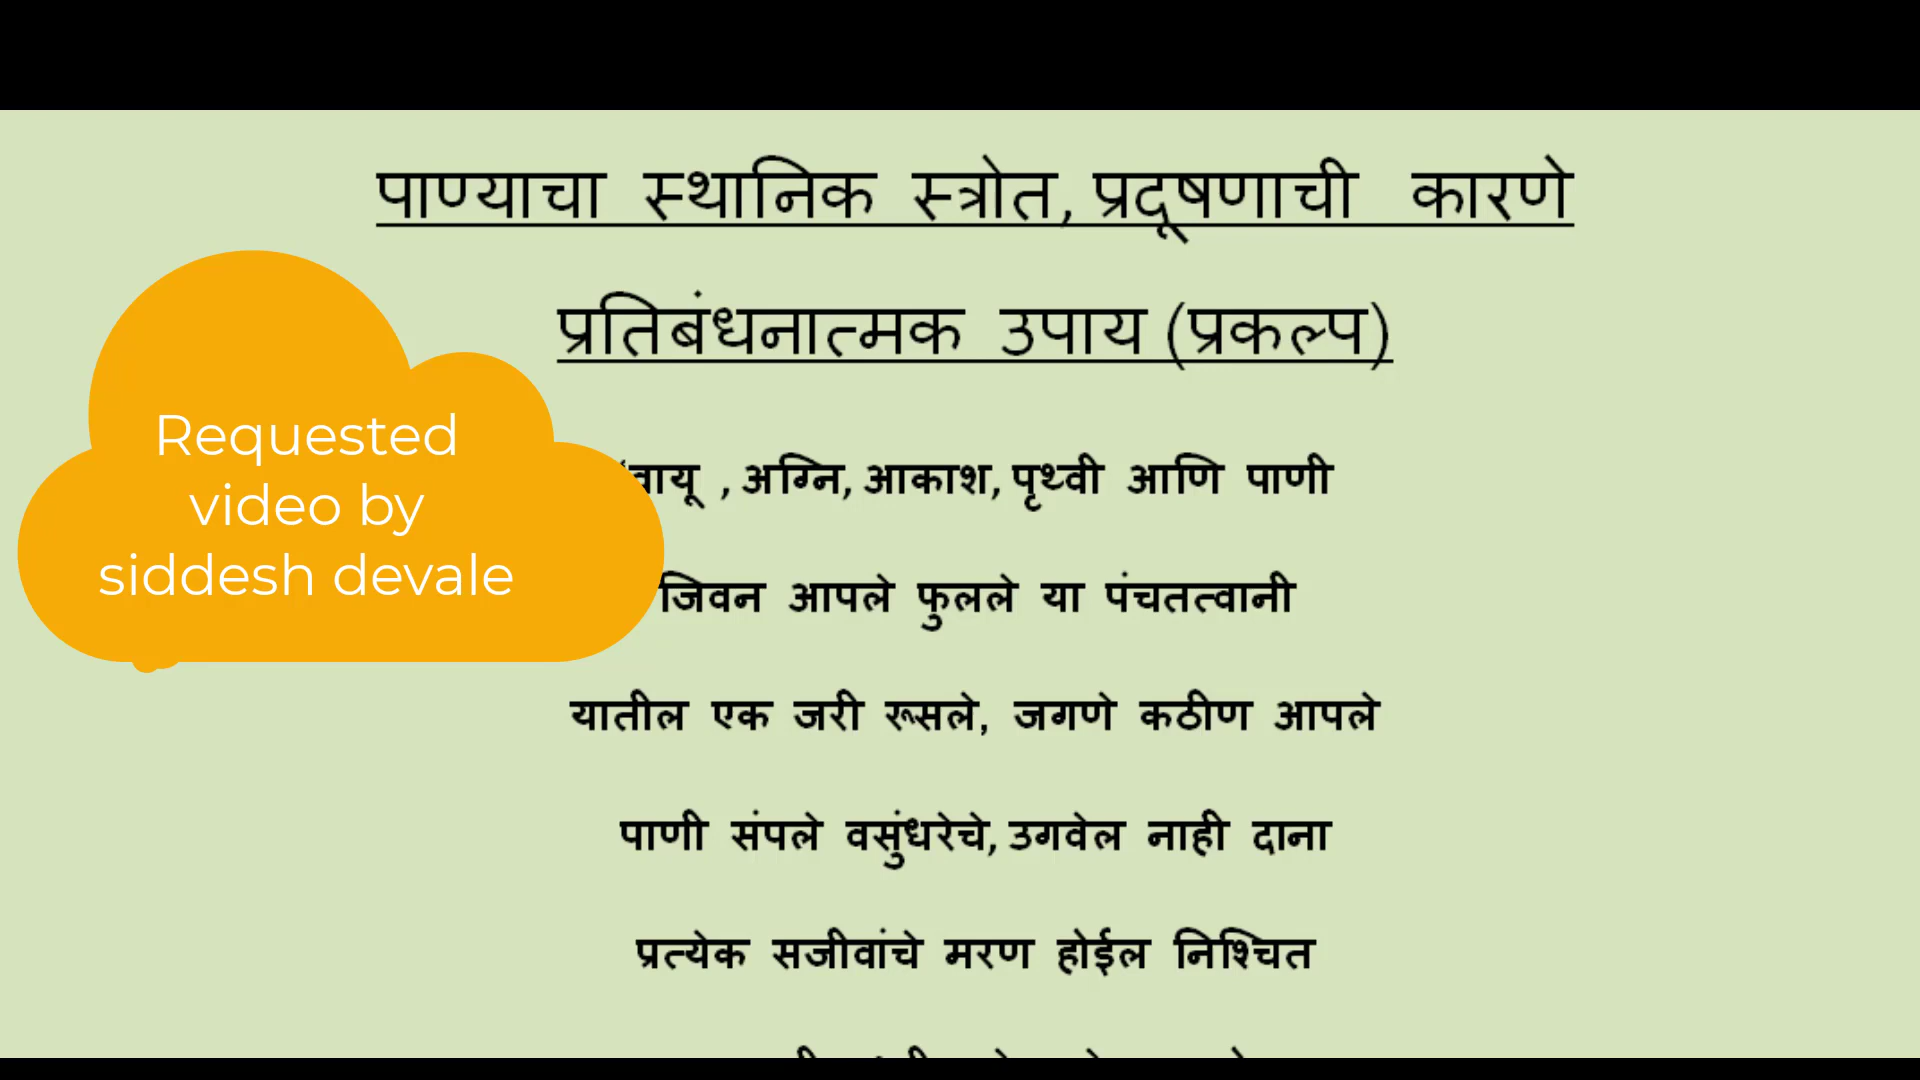 पाण्याचा स्थानिक स्त्रोत, प्रदूषणाची कारणे
प्रतिबंधनात्मक उपाय (प्रकल्प)
Requested
video by
siddesh devale
वायू , अग्नि, आकाश, पृथ्वी आणि पाणी
जिवन आपले फुलले या पंचतत्वानी
यातील एक जरी रूसले, जगणे कठीण आपले
पाणी संपले वसुंधरेचे, उगवेल नाही दाना
प्रत्येक सजीवांचे मरण होईल निश्चित